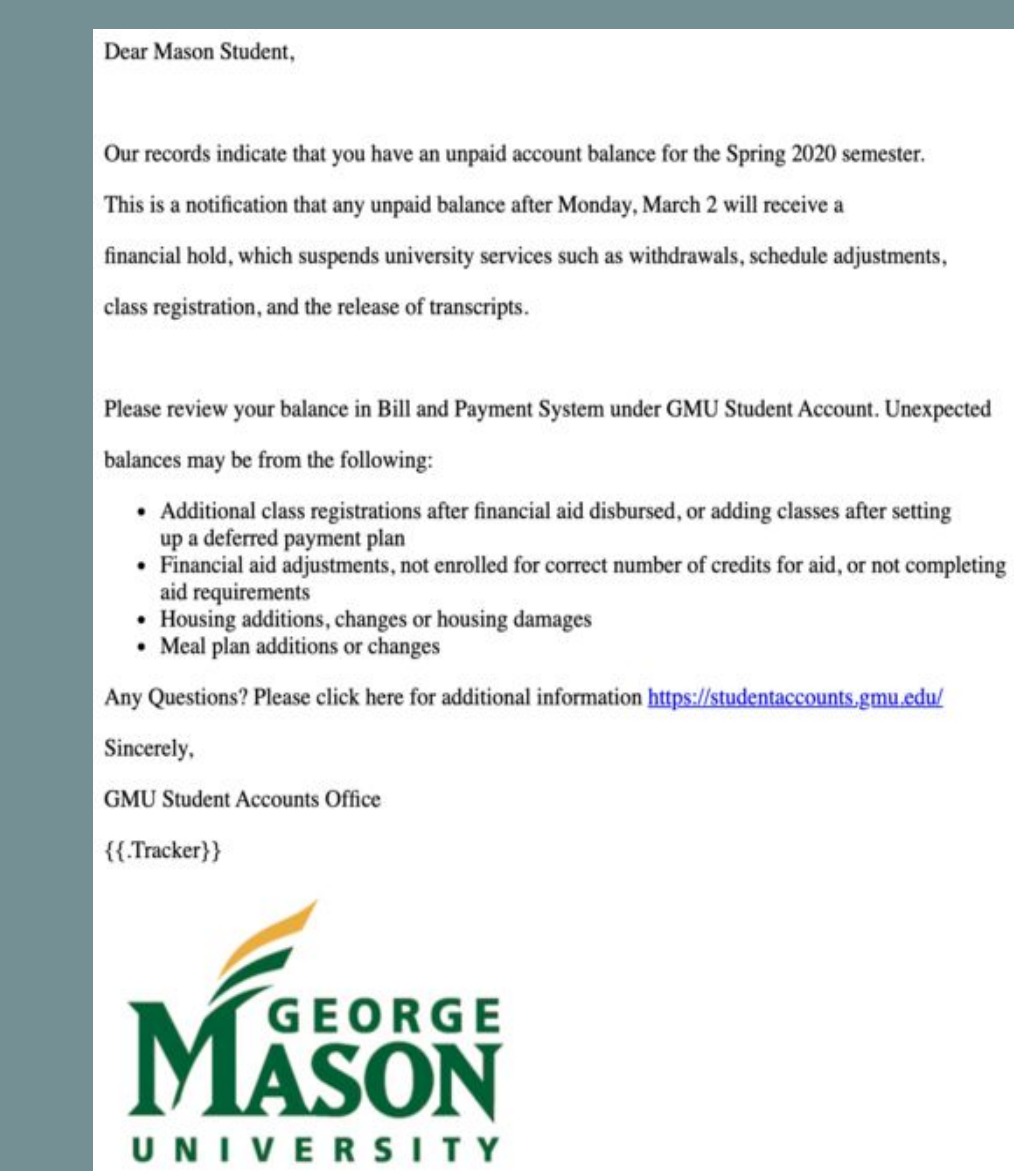 Dear Mason Student,
Our records indicate that you have an unpaid account balance for the Spring 2020 semester.
This is a notification that any unpaid balance after Monday, March 2 will receive a
financial hold, which suspends university services such as withdrawals, schedule adjustments,
class registration, and the release of transcripts.
Please review your balance in Bill and Payment System under GMU Student Account. Unexpected
balances may be from the following:
• Additional class registrations after financial aid disbursed, or adding classes after setting
up a deferred payment plan
• Financial aid adjustments, not enrolled for correct number of credits for aid, or not completing
aid requirements
• Housing additions, changes or housing damages
• Meal plan additions or changes
Any Questions? Please click here for additional information https://studentaccounts.gmu.edu/
Sincerely,
GMU Student Accounts Office
{{.Tracker}}
GEORGE
MASON
UNIVERSITY